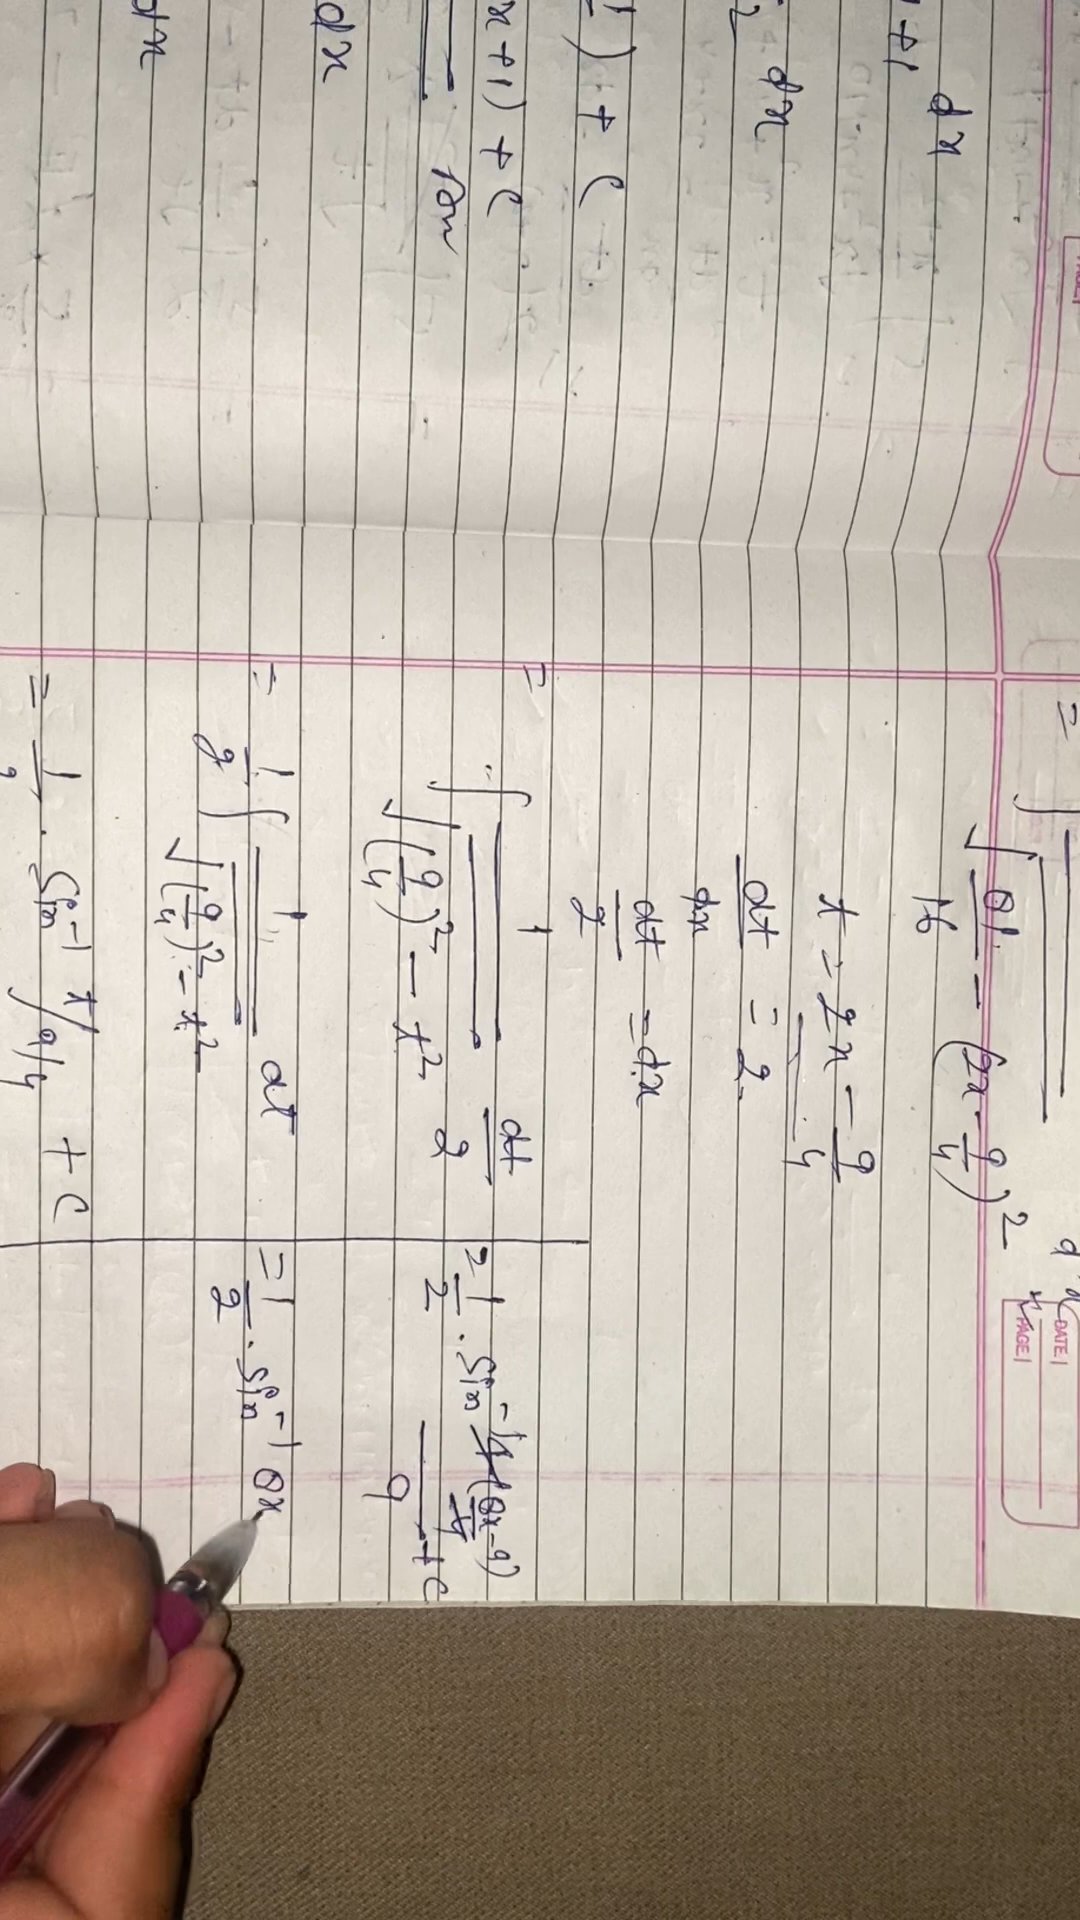 +1 dx
dx
) + C
x+1) + C
Ans
dx
dx
DATE
PAGE
= ∫ dx
√ 81/16 - (2x - 9/4)²
t = 2x - 9/4
dt/dx = 2
dt/2 = dx
= ∫ 1/√(9/4)² - t² dt/2
= 1/2 ∫ 1/√(9/4)² - t² dt
= 1/2 . Sin⁻¹ t/9/4 + C
= 1/2 . Sin⁻¹ 4(8x-9)/4/9 + C
= 1/2 . Sin⁻¹ 8x